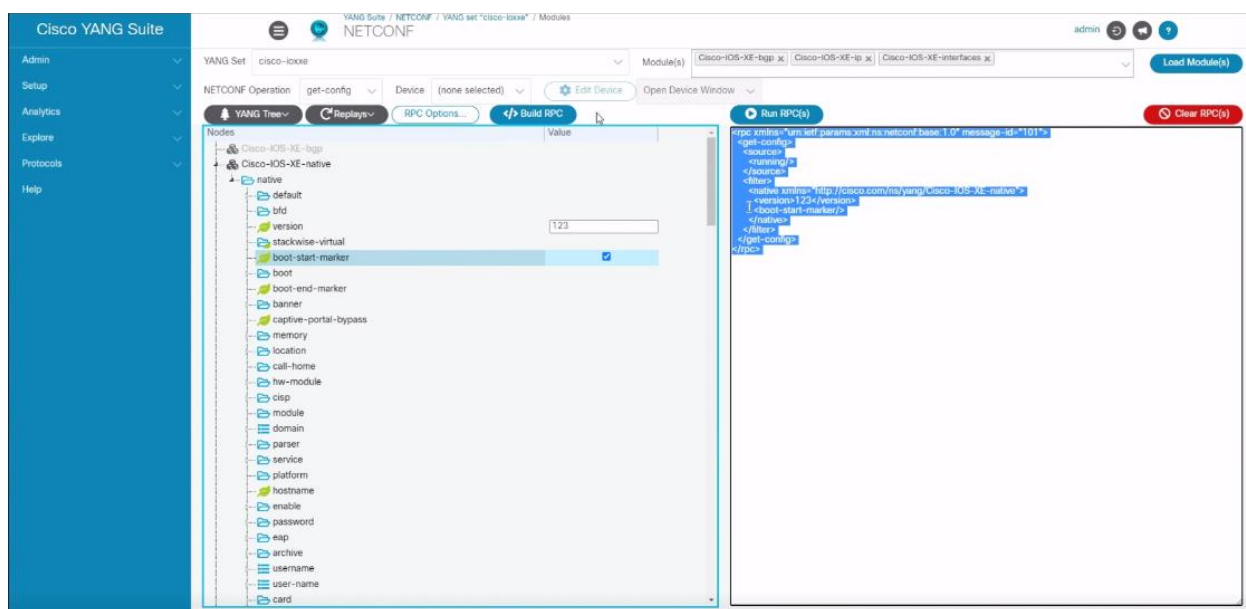 Cisco YANG Suite
YANG Suite / NETCONF / YANG set "cisco-ioxxe" / Modules
NETCONF
admin
?
Admin
Setup
Analytics
Explore
Protocols
Help
YANG Set cisco-ioxxe
Module(s) Cisco-IOS-XE-bgp x Cisco-IOS-XE-ip x Cisco-IOS-XE-interfaces x
Load Module(s)
NETCONF Operation get-config Device (none selected) Edit Device Open Device Window
YANG Tree Replays RPC Options... </> Build RPC Run RPC(s) Clear RPC(s)
Nodes Value
Cisco-IOS-XE-bgp
Cisco-IOS-XE-native
native
default
bfd
version 123
stackwise-virtual
boot-start-marker
boot
boot-end-marker
banner
captive-portal-bypass
memory
location
call-home
hw-module
cisp
module
domain
parser
service
platform
hostname
enable
password
eap
archive
username
user-name
card
<rpc xmlns="urn:ietf:params:xml:ns:netconf:base:1.0" message-id="101">
<get-config>
<source>
<running/>
</source>
<filter>
<native xmlns="http://cisco.com/ns/yang/Cisco-IOS-XE-native">
<version>123</version>
<boot-start-marker/>
</native>
</filter>
</get-config>
</rpc>